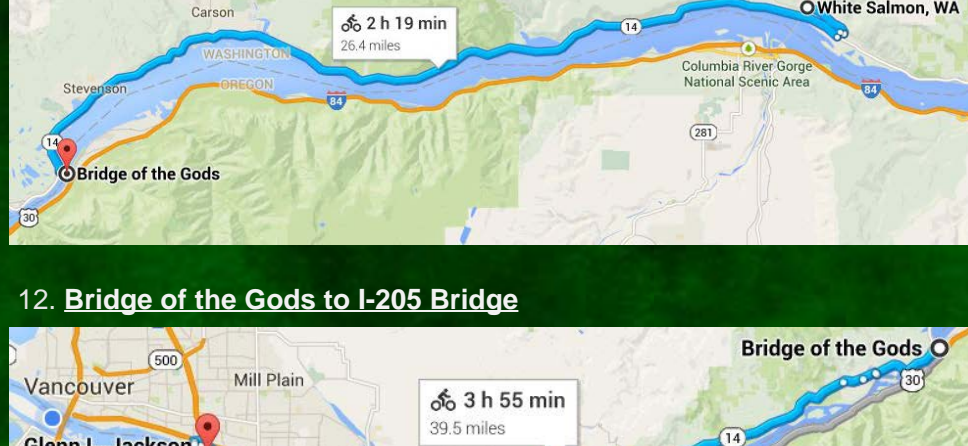 Carson
White Salmon, WA
2 h 19 min
26.4 miles
14
WASHINGTON
Columbia River Gorge
National Scenic Area
Stevenson
OREGON
84
84
281
14
Bridge of the Gods
30
12. Bridge of the Gods to I-205 Bridge
Bridge of the Gods
500
Vancouver
Mill Plain
30
3 h 55 min
39.5 miles
14
Glenn L. Jackson